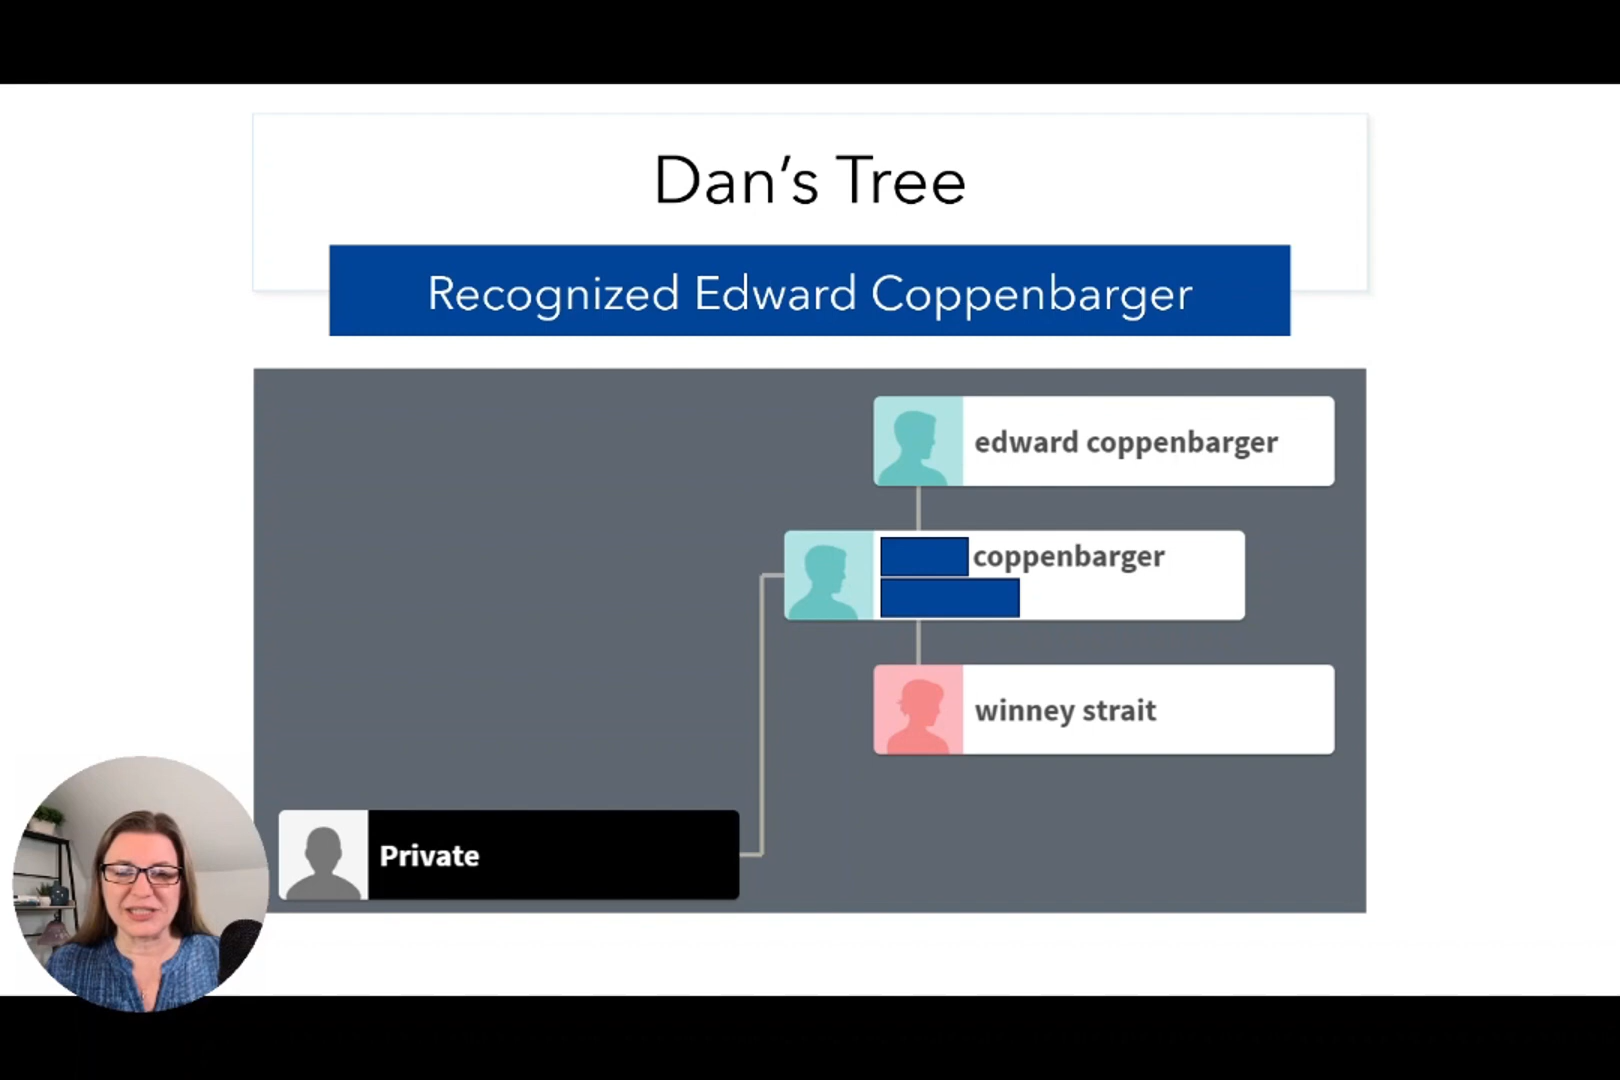 Dan's Tree
Recognized Edward Coppenbarger
edward coppenbarger
coppenbarger
winney strait
Private